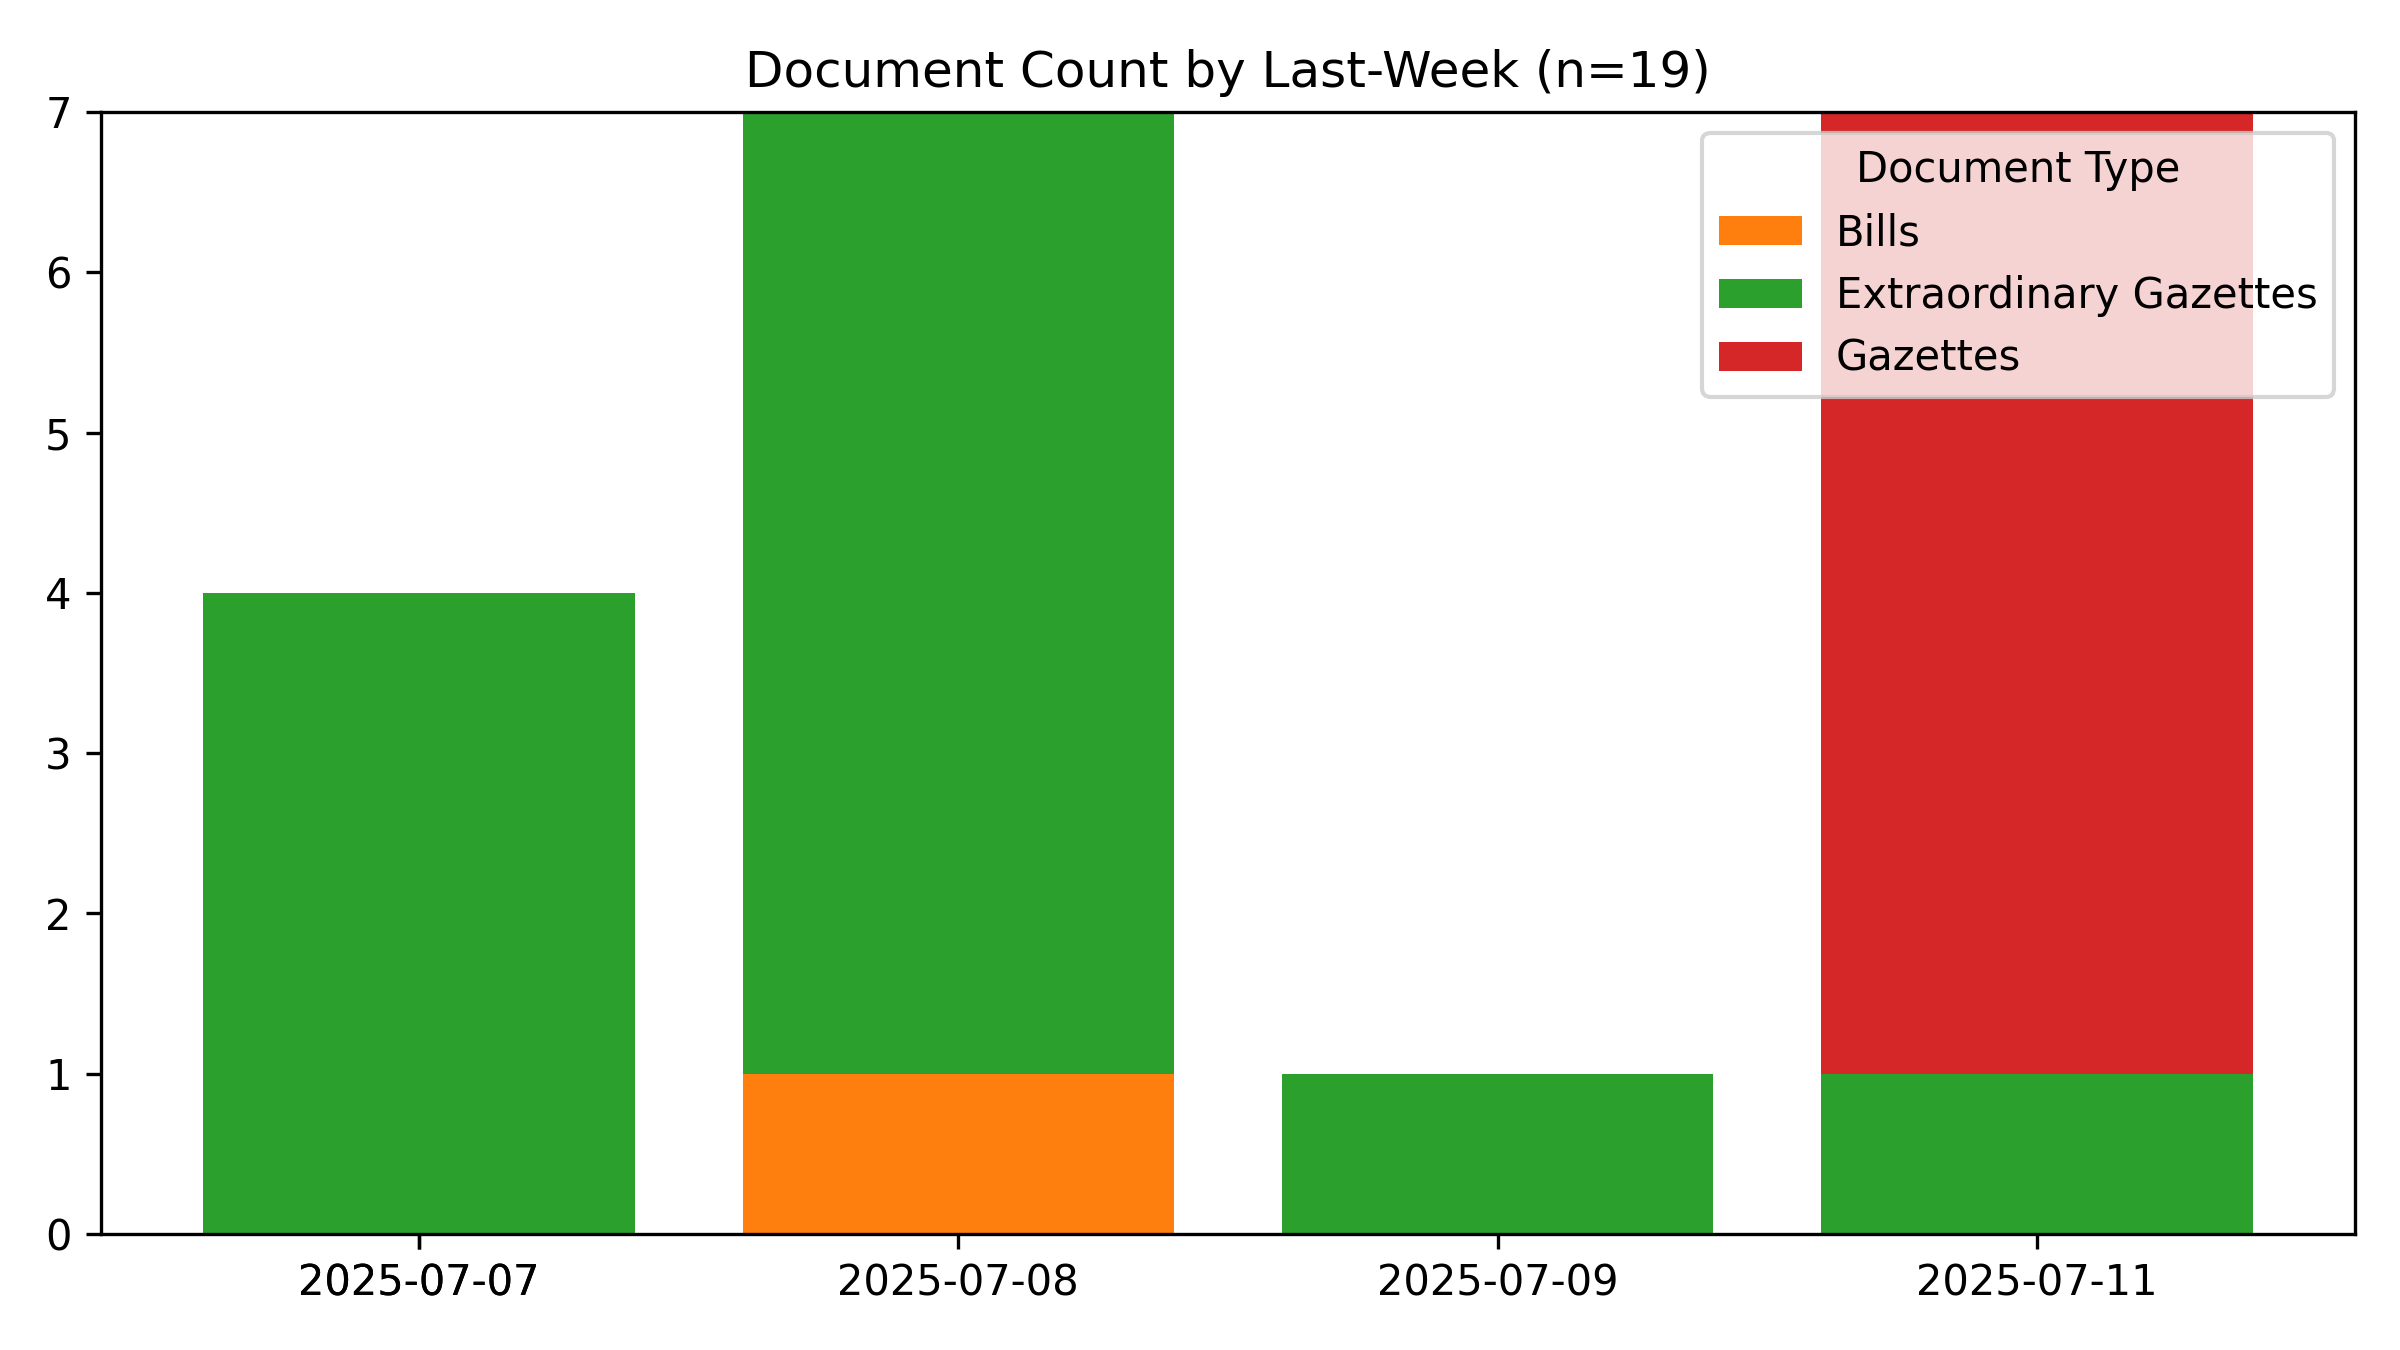 Document Count by Last-Week (n=19)
7
6
5
4
3
2
1
0
Document Type
Bills
Extraordinary Gazettes
Gazettes
2025-07-07
2025-07-08
2025-07-09
2025-07-11